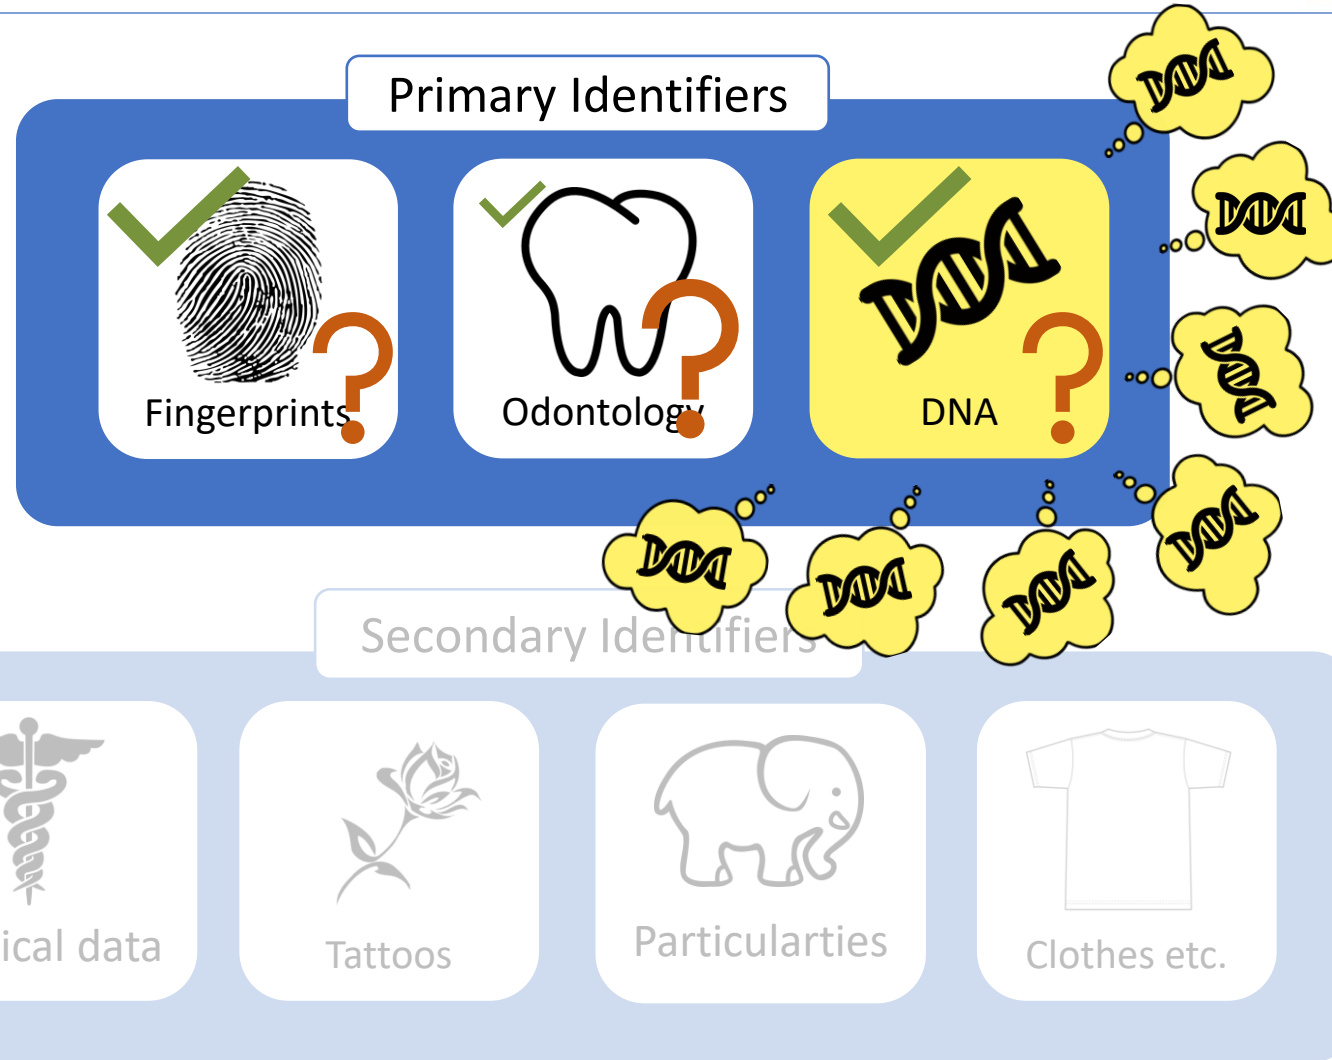 Primary Identifiers
Fingerprints
Odontology
DNA
?
?
?
Secondary Identifiers
ical data
Tattoos
Particularties
Clothes etc.